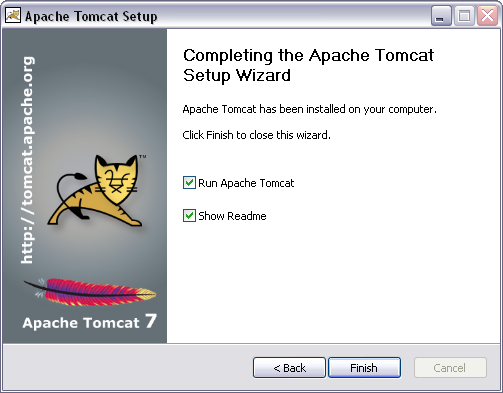 Apache Tomcat Setup
http://tomcat.apache.org
TM
Apache Tomcat 7
Completing the Apache Tomcat
Setup Wizard
Apache Tomcat has been installed on your computer.
Click Finish to close this wizard.
Run Apache Tomcat
Show Readme
< Back
Finish
Cancel